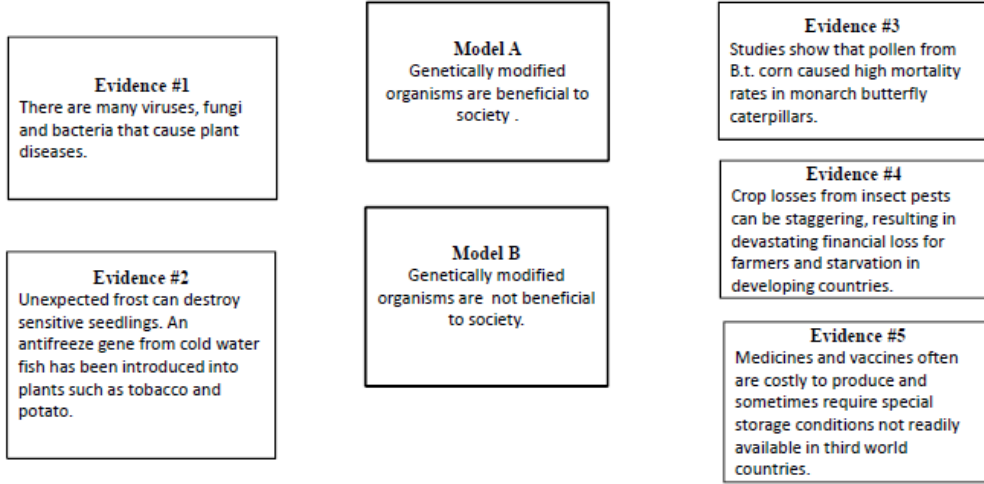 Evidence #1
There are many viruses, fungi
and bacteria that cause plant
diseases.
Evidence #2
Unexpected frost can destroy
sensitive seedlings. An
antifreeze gene from cold water
fish has been introduced into
plants such as tobacco and
potato.
Model A
Genetically modified
organisms are beneficial to
society .
Model B
Genetically modified
organisms are not beneficial
to society.
Evidence #3
Studies show that pollen from
B.t. corn caused high mortality
rates in monarch butterfly
caterpillars.
Evidence #4
Crop losses from insect pests
can be staggering, resulting in
devastating financial loss for
farmers and starvation in
developing countries.
Evidence #5
Medicines and vaccines often
are costly to produce and
sometimes require special
storage conditions not readily
available in third world
countries.